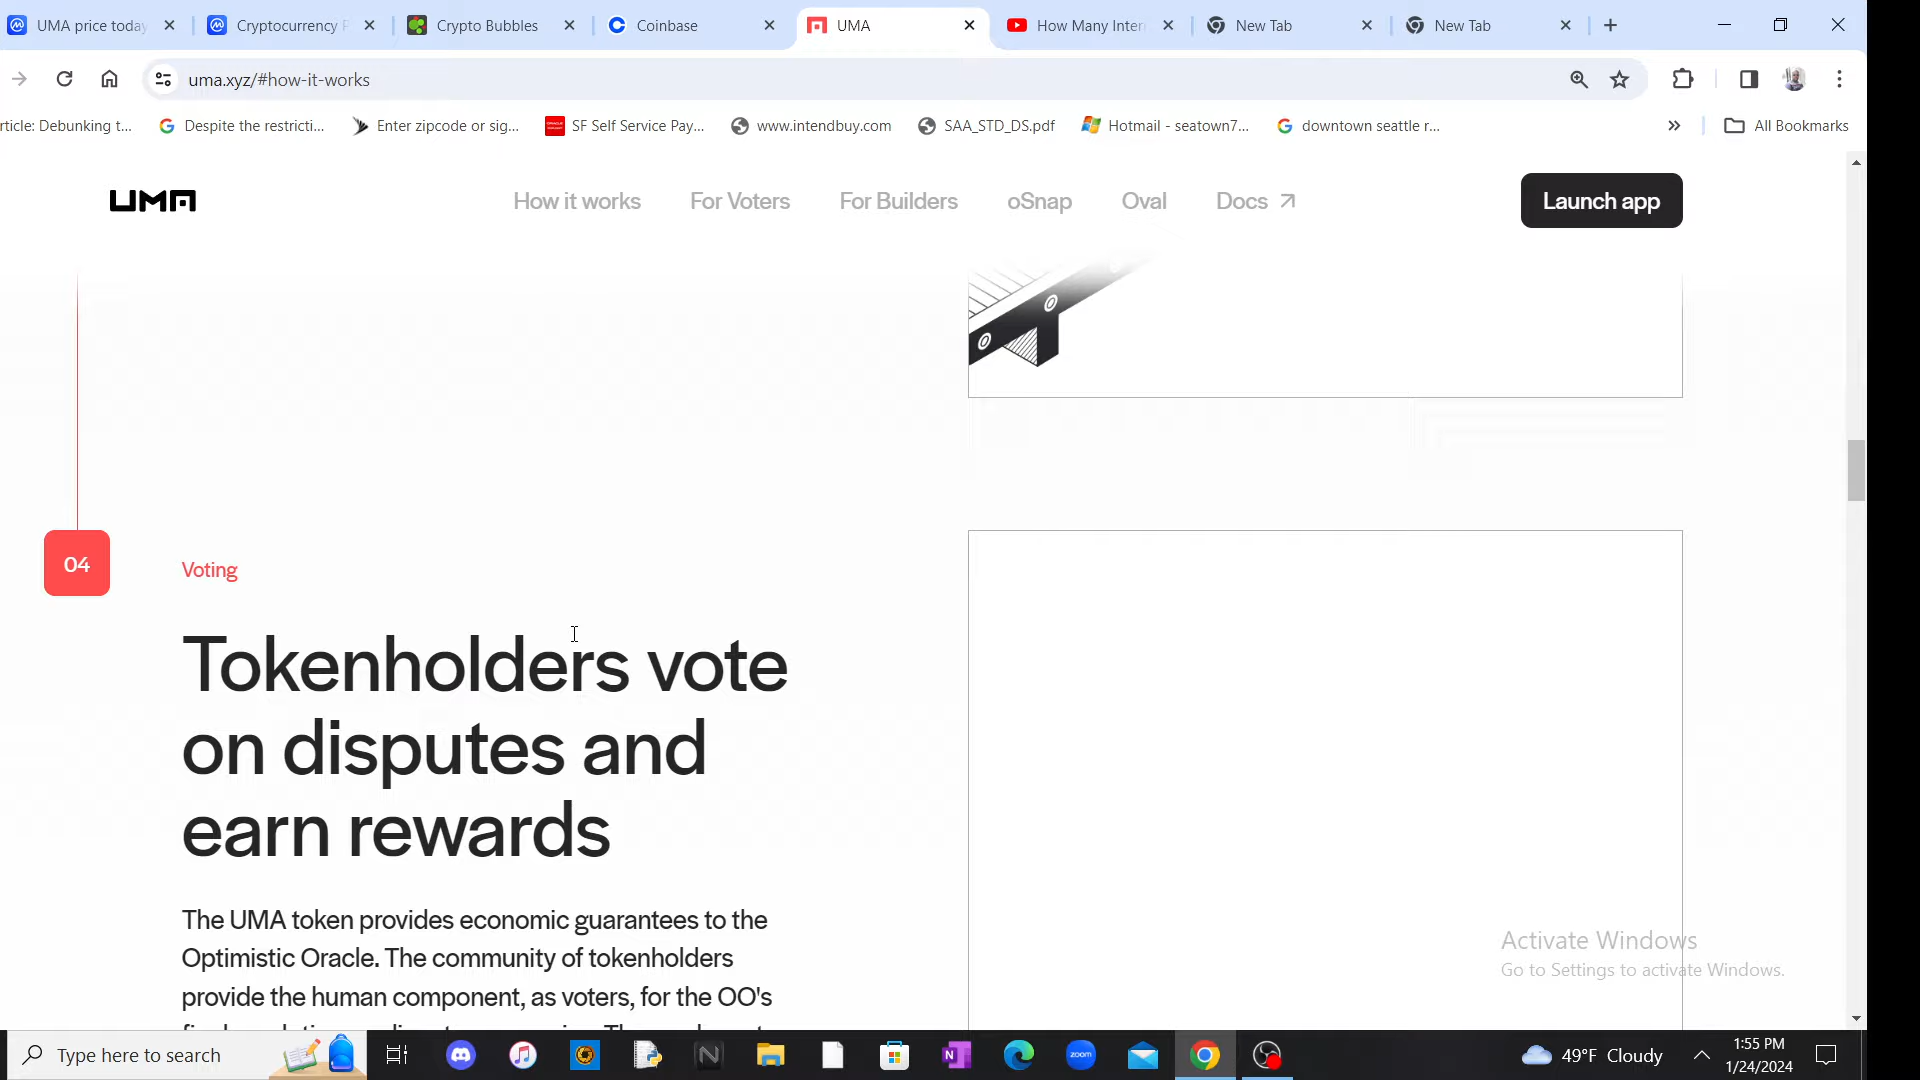 UMA price today
Cryptocurrency P
Crypto Bubbles
Coinbase
UMA
How Many Inter
New Tab
New Tab
uma.xyz/#how-it-works
rticle: Debunking t...
Despite the restricti...
Enter zipcode or sig...
SF Self Service Pay...
www.intendbuy.com
SAA_STD_DS.pdf
Hotmail - seatown7...
downtown seattle r...
All Bookmarks
UMA
How it works
For Voters
For Builders
oSnap
Oval
Docs
Launch app
04
Voting
Tokenholders vote
on disputes and
earn rewards
The UMA token provides economic guarantees to the
Optimistic Oracle. The community of tokenholders
provide the human component, as voters, for the OO's
Activate Windows
Go to Settings to activate Windows.
Type here to search
zoom
49°F Cloudy
1:55 PM
1/24/2024